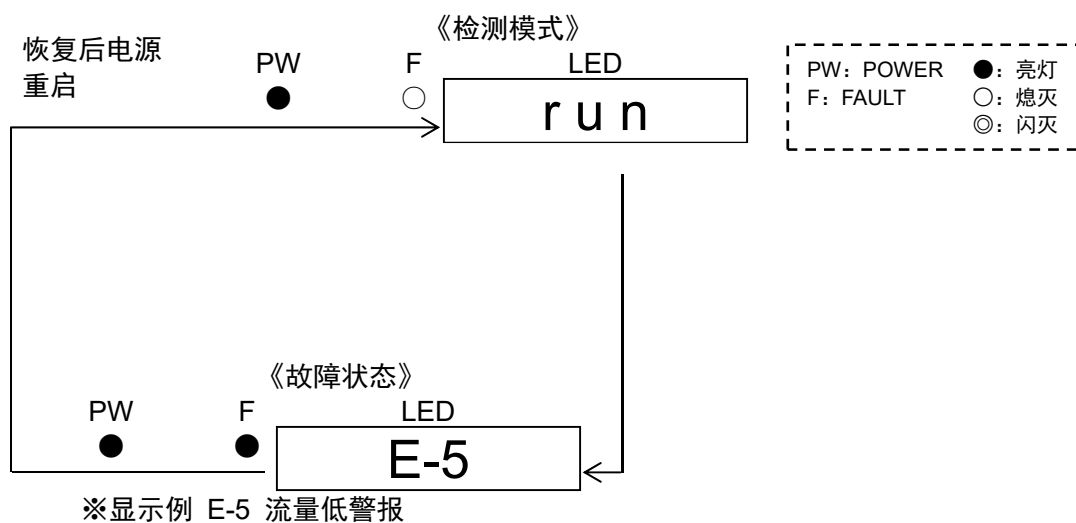 《检测模式》
恢复后电源
重启
PW F LED
run
PW：POWER ●：亮灯
F：FAULT ○：熄灭
◎：闪灭
《故障状态》
PW F LED
E-5
※显示例 E-5 流量低警报